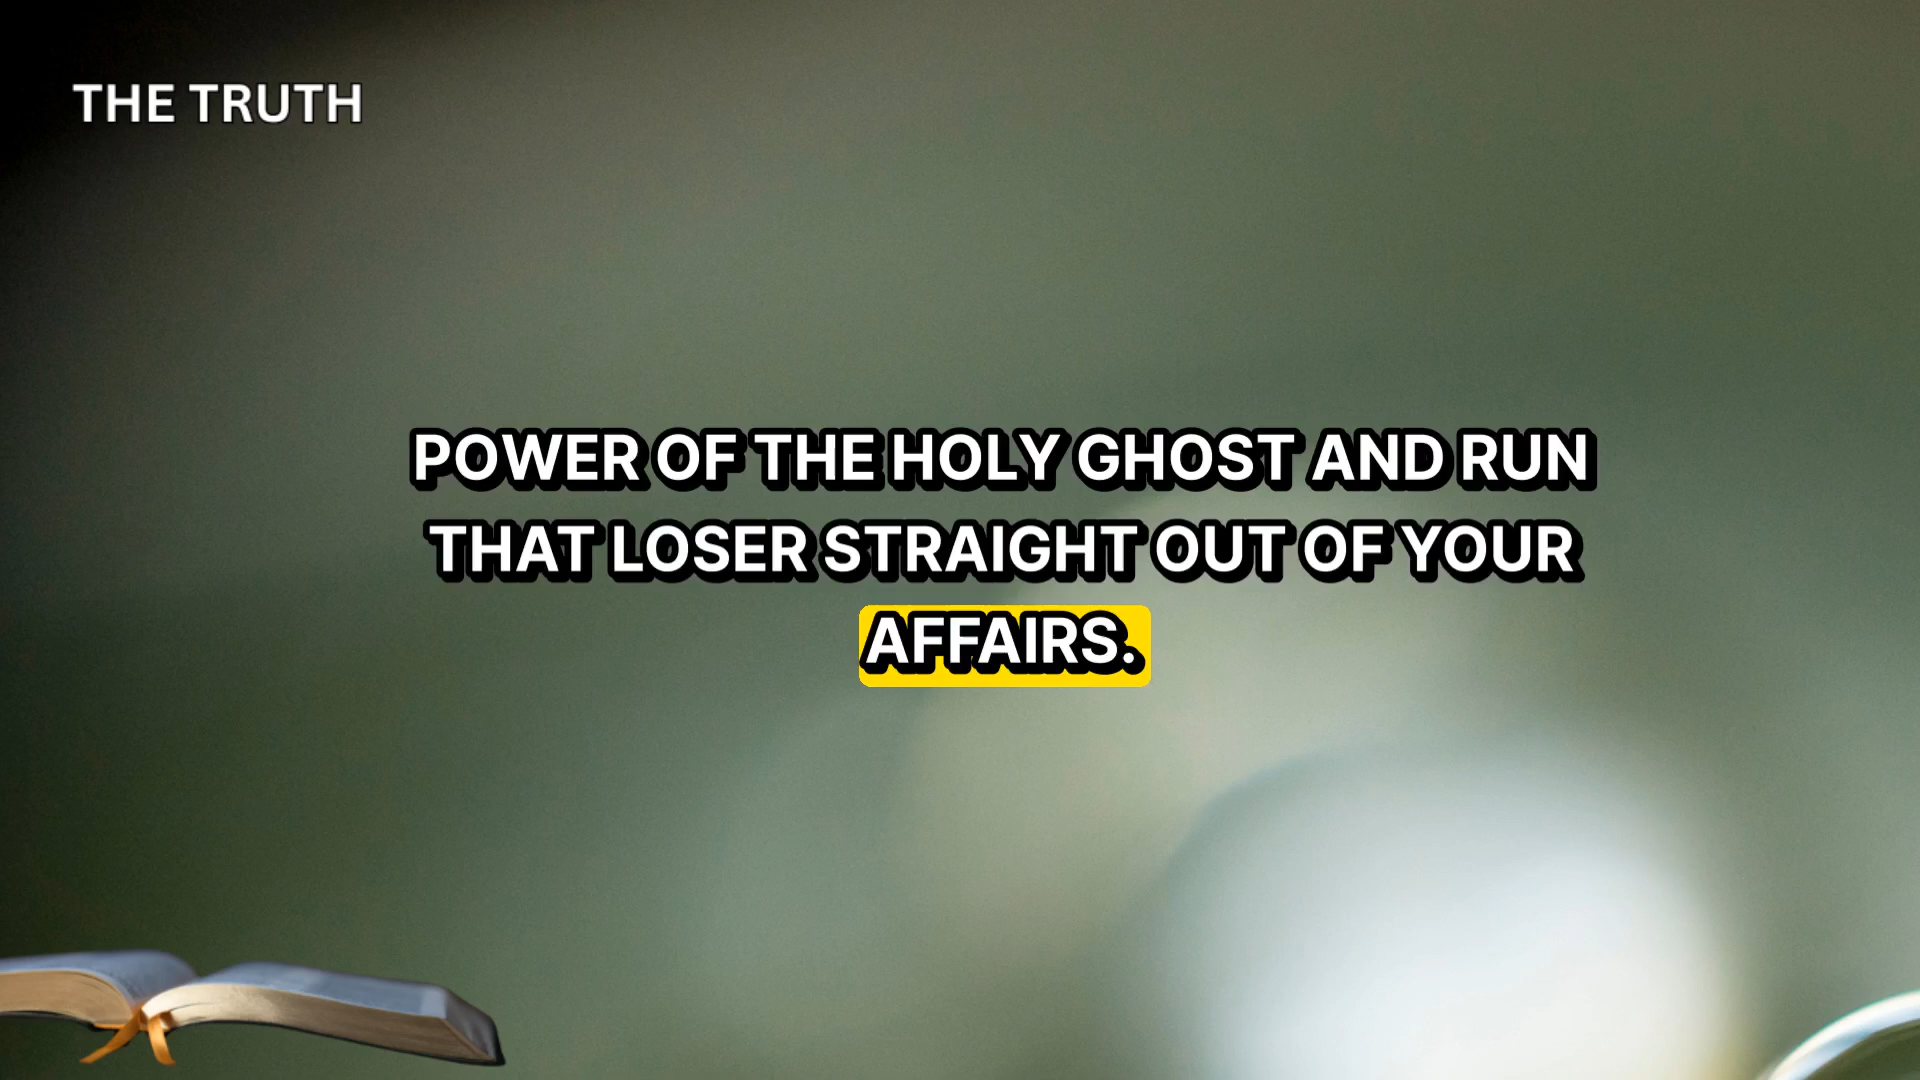 THE TRUTH
POWER OF THE HOLY GHOST AND RUN
THAT LOSER STRAIGHT OUT OF YOUR
AFFAIRS.